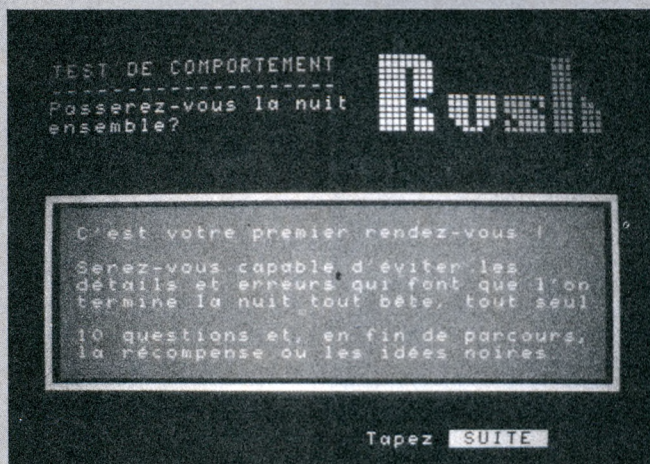 TEST DE COMPORTEMENT
Rush
Passerez-vous la nuit
ensemble?
C'est votre premier rendez-vous !
Serez-vous capable d'éviter les
détails et erreurs qui font que l'on
termine la nuit tout bête, tout seul
10 questions et, en fin de parcours,
la récompense ou les idées noires.
Tapez SUITE